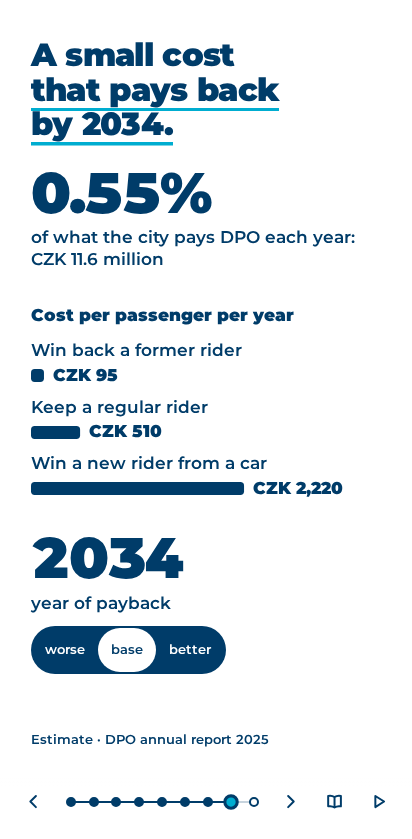 A small cost
that pays back
by 2034.
0.55%
of what the city pays DPO each year:
CZK 11.6 million
Cost per passenger per year
Win back a former rider
CZK 95
Keep a regular rider
CZK 510
Win a new rider from a car
CZK 2,220
2034
year of payback
worse base better
Estimate · DPO annual report 2025